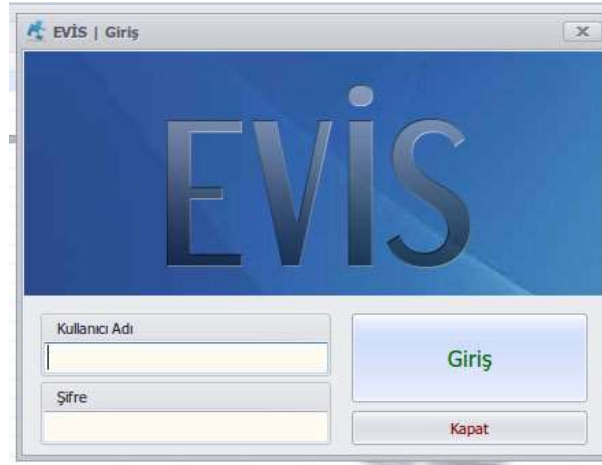 EVİS | Giriş
EVİS
Kullanıcı Adı
Giriş
Şifre
Kapat